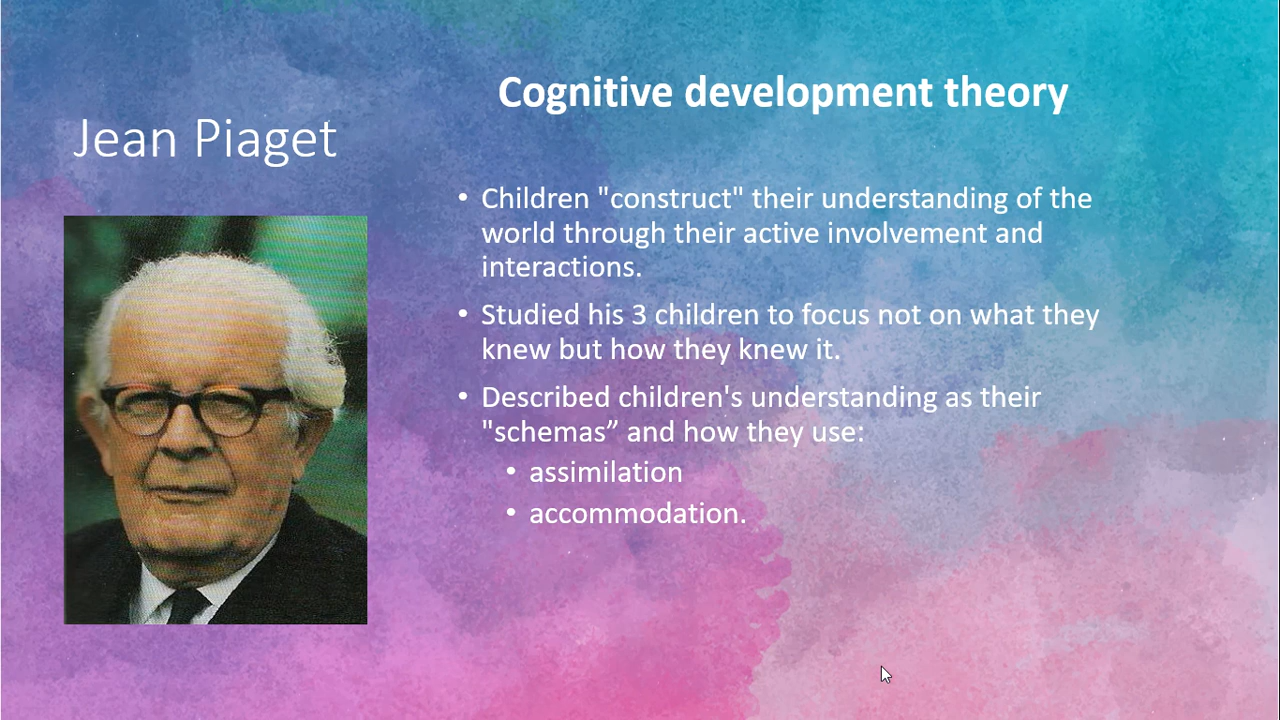 Jean Piaget
Cognitive development theory
• Children "construct" their understanding of the
world through their active involvement and
interactions.
• Studied his 3 children to focus not on what they
knew but how they knew it.
• Described children's understanding as their
"schemas” and how they use:
• assimilation
• accommodation.